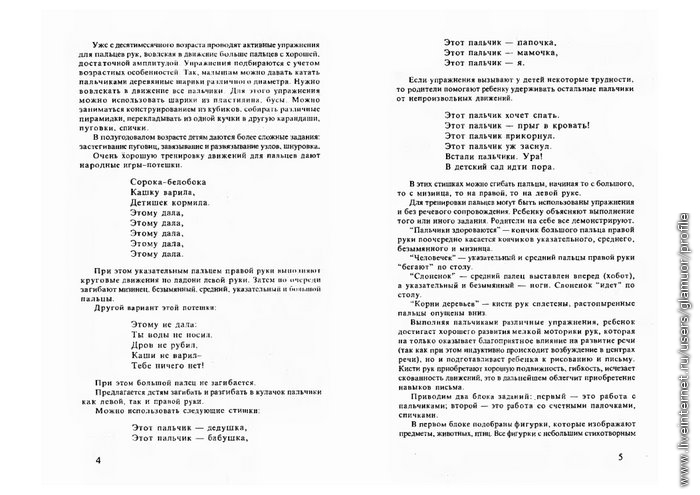 Уже с десятимесячного возраста проводят активные упражнения
для пальцев рук, вовлекая в движение больше пальцев с хорошей,
достаточной амплитудой. Упражнения подбираются с учетом
возрастных особенностей. Так, малышам можно давать катать
пальчиками деревянные шарики различного диаметра. Нужно
вовлекать в движение все пальчики. Для этого упражнения
можно использовать шарики из пластилина, бусы. Можно
заниматься конструированием из кубиков, собирать различные
пирамидки, перекладывать из одной кучки в другую карандаши,
пуговки, спички.
В полугодовалом возрасте детям даются более сложные задания:
застегивание пуговиц, завязывание и развязывание узлов, шнуровка.
Очень хорошую тренировку движений для пальцев дают
народные игры-потешки.
Сорока-белобока
Кашку варила,
Детишек кормила.
Этому дала,
Этому дала,
Этому дала,
Этому дала,
Этому дала.
При этом указательным пальцем правой руки выполняют
круговые движения по ладони левой руки. Затем по очереди
загибают мизинец, безымянный, средний, указательный и большой
пальцы.
Другой вариант этой потешки:
Этому не дала:
Ты воды не носил.
Дров не рубил.
Каши не варил–
Тебе ничего нет!
При этом большой палец не загибается.
Предлагается детям загибать и разгибать в кулачок пальчики
как левой, так и правой руки.
Можно использовать следующие стишки:
Этот пальчик — дедушка,
Этот пальчик — бабушка,
4
Этот пальчик — папочка,
Этот пальчик — мамочка,
Этот пальчик — я.
Если упражнения вызывают у детей некоторые трудности,
то родители помогают ребенку удерживать остальные пальчики
от непроизвольных движений.
Этот пальчик хочет спать.
Этот пальчик — прыг в кровать!
Этот пальчик прикорнул.
Этот пальчик уж заснул.
Встали пальчики. Ура!
В детский сад идти пора.
В этих стишках можно сгибать пальцы, начиная то с большого,
то с мизинца, то на правой, то на левой руке.
Для тренировки пальцев могут быть использованы упражнения
и без речевого сопровождения. Ребенку объясняют выполнение
того или иного задания. Родители на себе все демонстрируют.
"Пальчики здороваются" — кончик большого пальца правой
руки поочередно касается кончиков указательного, среднего,
безымянного и мизинца.
"Человечек" — указательный и средний пальцы правой руки
"бегают" по столу.
"Слоненок" — средний палец выставлен вперед (хобот),
а указательный и безымянный — ноги. Слоненок "идет" по
столу.
"Корни деревьев" — кисти рук сплетены, растопыренные
пальцы опущены вниз.
Выполняя пальчиками различные упражнения, ребенок
достигает хорошего развития мелкой моторики рук, которая
не только оказывает благоприятное влияние на развитие речи
(так как при этом индуктивно происходит возбуждение в центрах
речи), но и подготавливает ребенка к рисованию и письму.
Кисти рук приобретают хорошую подвижность, гибкость, исчезает
скованность движений, это в дальнейшем облегчит приобретение
навыков письма.
Приводим два блока заданий: первый — это работа с
пальчиками; второй — это работа со счетными палочками,
спичками.
В первом блоке подобраны фигурки, которые изображают
предметы, животных, птиц. Все фигурки с небольшим стихотворным
5
www.liveinternet.ru/users/glamuor/profile